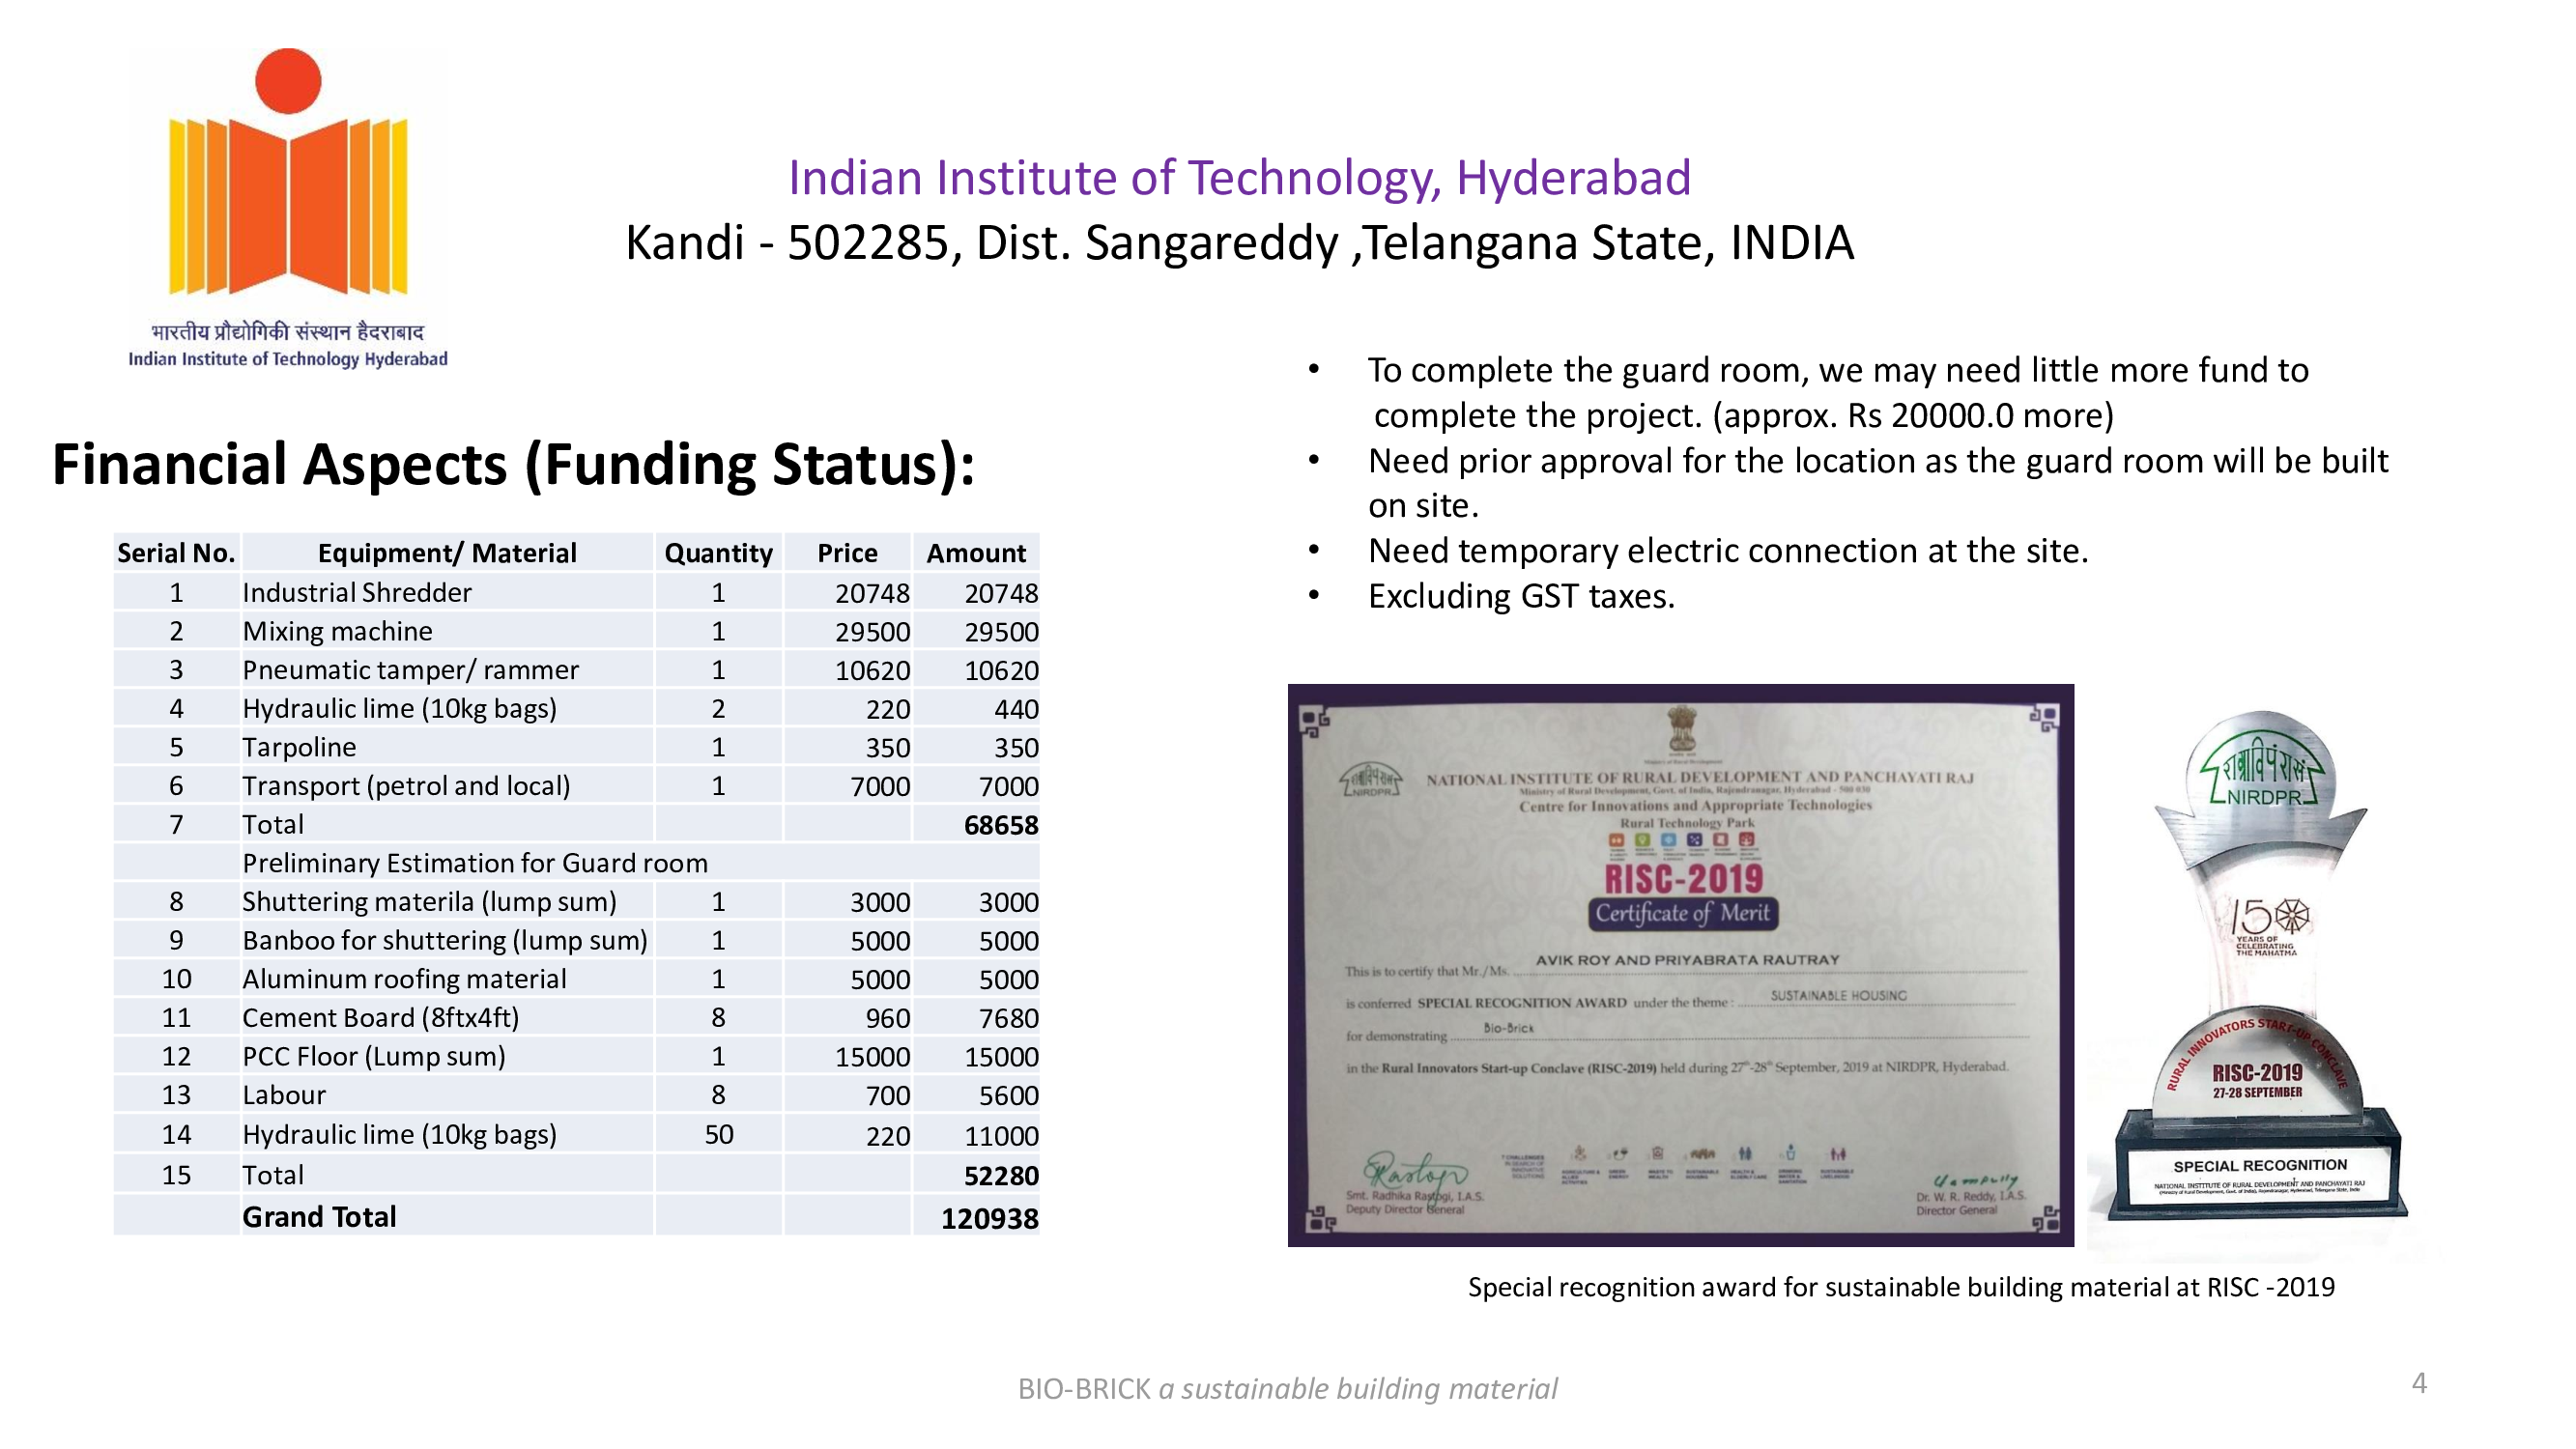 भारतीय प्रौद्योगिकी संस्थान हैदराबाद
Indian Institute of Technology Hyderabad
Indian Institute of Technology, Hyderabad
Kandi - 502285, Dist. Sangareddy ,Telangana State, INDIA
Financial Aspects (Funding Status):
Serial No. Equipment/ Material Quantity Price Amount
1 Industrial Shredder 1 20748 20748
2 Mixing machine 1 29500 29500
3 Pneumatic tamper/ rammer 1 10620 10620
4 Hydraulic lime (10kg bags) 2 220 440
5 Tarpoline 1 350 350
6 Transport (petrol and local) 1 7000 7000
7 Total 68658
Preliminary Estimation for Guard room
8 Shuttering materila (lump sum) 1 3000 3000
9 Banboo for shuttering (lump sum) 1 5000 5000
10 Aluminum roofing material 1 5000 5000
11 Cement Board (8ftx4ft) 8 960 7680
12 PCC Floor (Lump sum) 1 15000 15000
13 Labour 8 700 5600
14 Hydraulic lime (10kg bags) 50 220 11000
15 Total 52280
Grand Total 120938
• To complete the guard room, we may need little more fund to
complete the project. (approx. Rs 20000.0 more)
• Need prior approval for the location as the guard room will be built
on site.
• Need temporary electric connection at the site.
• Excluding GST taxes.
NIRDPR
NATIONAL INSTITUTE OF RURAL DEVELOPMENT AND PANCHAYATI RAJ
Ministry of Rural Development, Govt. of India, Rajendranagar, Hyderabad - 500 030
Centre for Innovations and Appropriate Technologies
Rural Technology Park
RISC-2019
Certificate of Merit
This is to certify that Mr./Ms. AVIK ROY AND PRIYABRATA RAUTRAY
is conferred SPECIAL RECOGNITION AWARD under the theme : SUSTAINABLE HOUSING
for demonstrating Bio-Brick
in the Rural Innovators Start-up Conclave (RISC-2019) held during 27th-28th September, 2019 at NIRDPR, Hyderabad.
Smt. Radhika Rastogi, I.A.S.
Deputy Director General
Dr. W. R. Reddy, I.A.S.
Director General
NIRDPR
150
YEARS OF
CELEBRATING
THE MAHATMA
RURAL INNOVATORS START-UP CONCLAVE
RISC-2019
27-28 SEPTEMBER
SPECIAL RECOGNITION
NATIONAL INSTITUTE OF RURAL DEVELOPMENT AND PANCHAYATI RAJ
Special recognition award for sustainable building material at RISC -2019
BIO-BRICK a sustainable building material
4